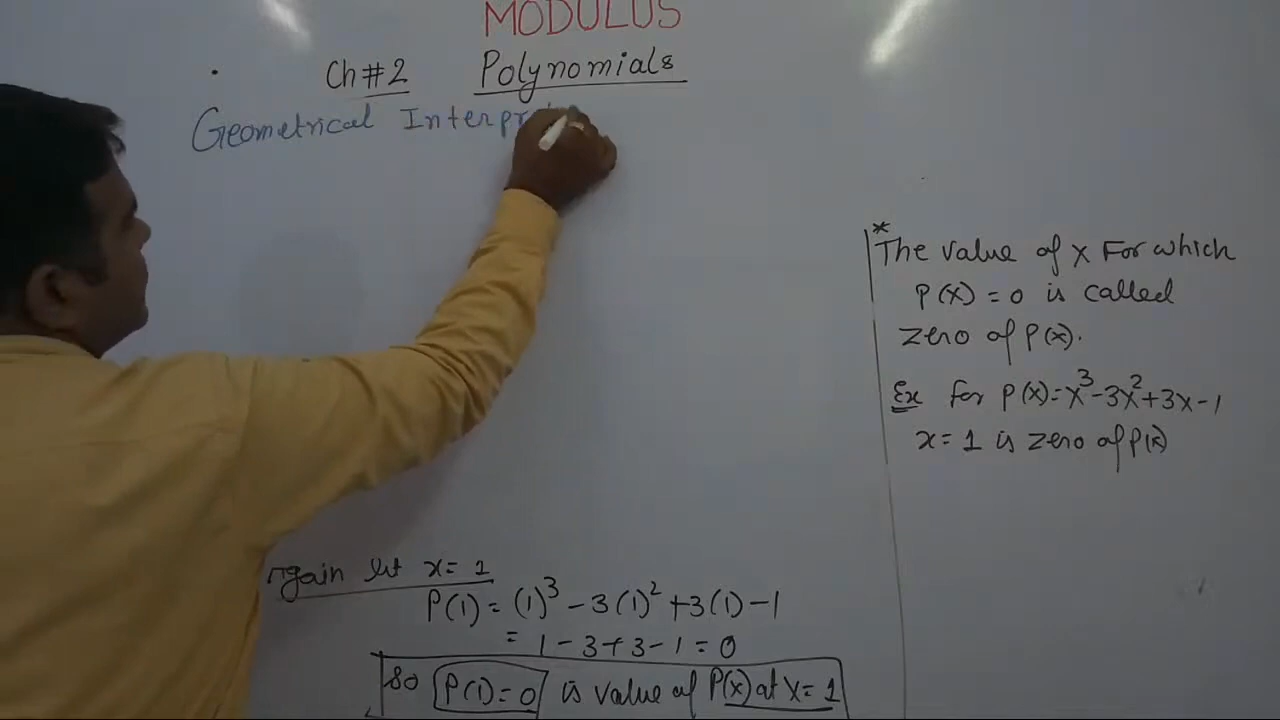 MODULUS
Ch#2 Polynomials
Geometrical Interpr
*
The value of x For which
P(x) = 0 is called
zero of P(x).
Ex for P(x)=x³-3x²+3x-1
x=1 is zero of P(x)
Again let x=1
P(1) = (1)³ - 3(1)² + 3(1) - 1
= 1 - 3 + 3 - 1 = 0
so P(1)=0 is value of P(x) at x=1